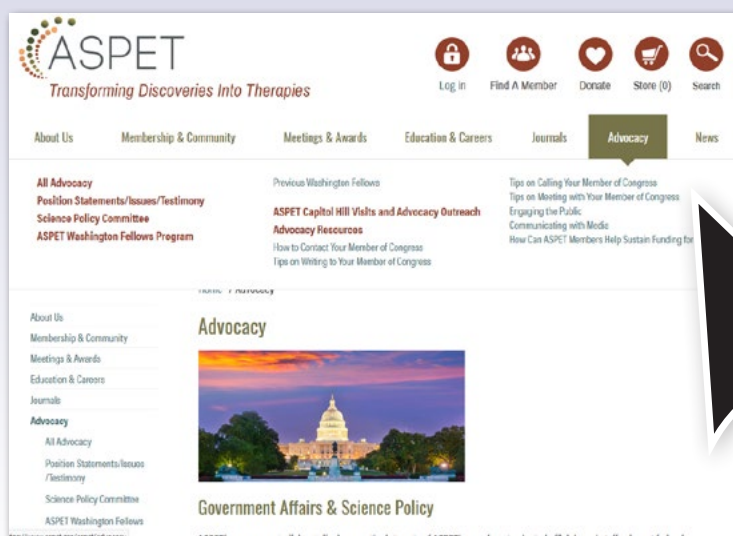 ASPET
Transforming Discoveries Into Therapies
Log in
Find A Member
Donate
Store (0)
Search
About Us
Membership & Community
Meetings & Awards
Education & Careers
Journals
Advocacy
News
All Advocacy
Position Statements/Issues/Testimony
Science Policy Committee
ASPET Washington Fellows Program
Previous Washington Fellows
ASPET Capitol Hill Visits and Advocacy Outreach
Advocacy Resources
How to Contact Your Member of Congress
Tips on Writing to Your Member of Congress
Tips on Calling Your Member of Congress
Tips on Meeting with Your Member of Congress
Engaging the Public
Communicating with Media
How Can ASPET Members Help Sustain Funding for
Home / Advocacy
About Us
Membership & Community
Meetings & Awards
Education & Careers
Journals
Advocacy
All Advocacy
Position Statements/Issues
/Testimony
Science Policy Committee
ASPET Washington Fellows
Advocacy
Government Affairs & Science Policy